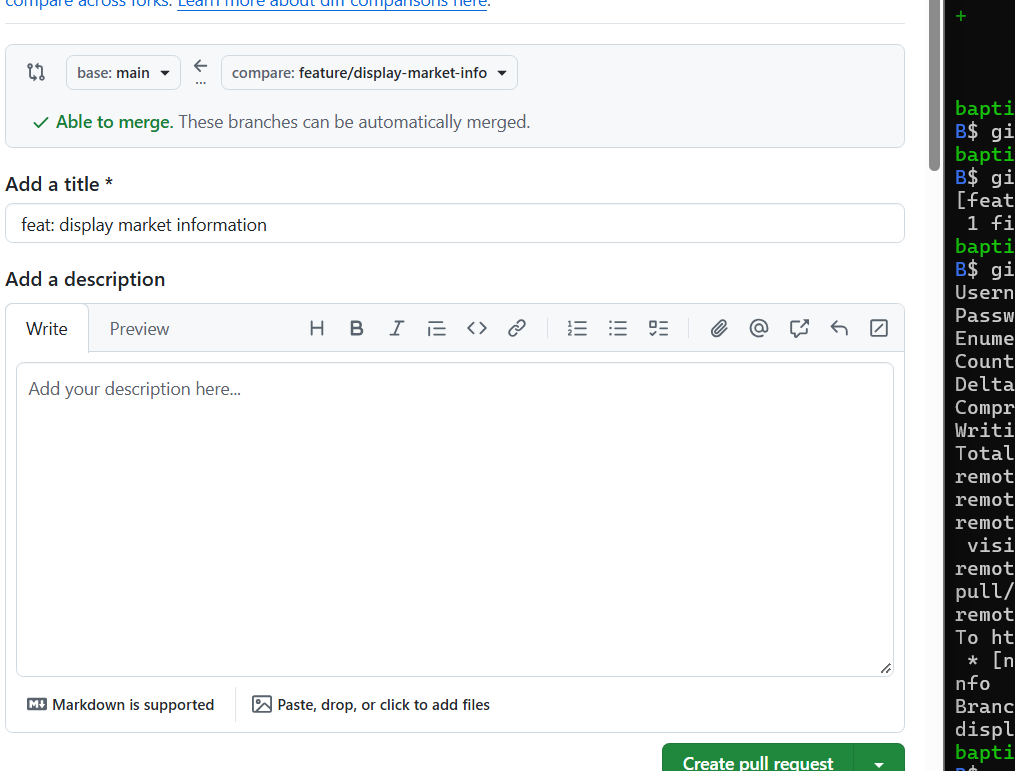 compare across forks. Learn more about diff comparisons here.
base: main
compare: feature/display-market-info
...
Able to merge. These branches can be automatically merged.
Add a title *
feat: display market information
Add a description
Write
Preview
Add your description here...
Markdown is supported
Paste, drop, or click to add files
Create pull request
+
bapti
B$ gi
bapti
B$ gi
[feat
1 fi
bapti
B$ gi
Usern
Passw
Enume
Count
Delta
Compr
Writi
Total
remot
remot
remot
visi
remot
pull/
remot
To ht
* [n
nfo
Branc
displ
bapti
B$